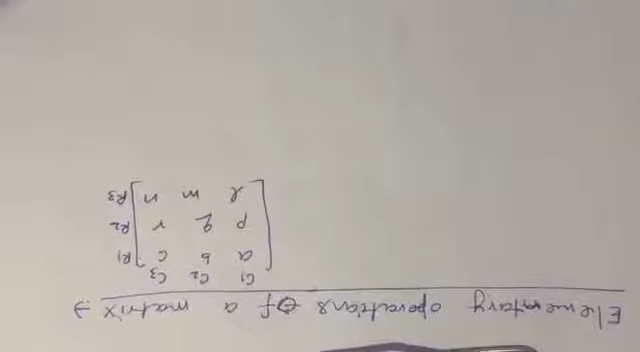 Elementary operations of a matrix →
C1 C2 C3
a b c R1
p q r R2
l m n R3